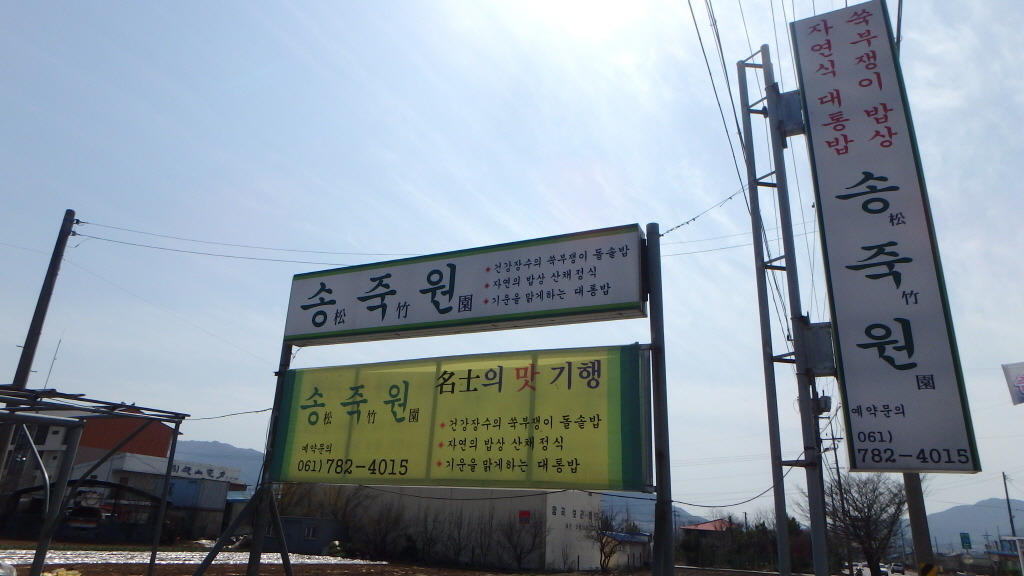 송松죽竹원園
* 건강장수의 쑥부쟁이 돌솥밥
* 자연의 밥상 산채 정식
* 기운을 맑게하는 대통밥
송松죽竹원園
名士의 맛 기행
* 건강장수의 쑥부쟁이 돌솥밥
* 자연의 밥상 산채 정식
* 기운을 맑게하는 대통밥
예약문의
061) 782-4015
쑥부쟁이 밥상
자연식 대통밥
송松죽竹원園
예약문의
061)
782-4015